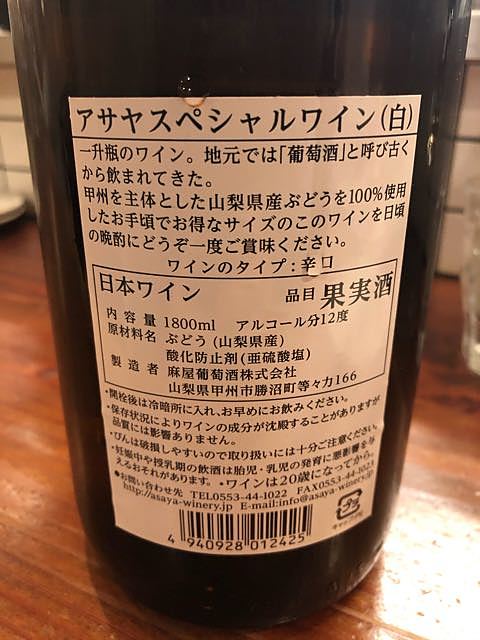 アサヤスペシャルワイン(白)
一升瓶のワイン。地元では「葡萄酒」と呼び古く
から飲まれてきた。
甲州を主体とした山梨県産ぶどうを100%使用
したお手頃でお得なサイズのこのワインを日頃
の晩酌にどうぞ一度ご賞味ください。
ワインのタイプ:辛口
日本ワイン 品目 果実酒
内容量 1800ml アルコール分12度
原材料名 ぶどう(山梨県産)
酸化防止剤(亜硫酸塩)
製造者 麻屋葡萄酒株式会社
山梨県甲州市勝沼町等々力166
・開栓後は冷暗所に入れ、お早めにお飲みください。
・保存状況によりワインの成分が沈殿することがありますが
品質には影響ありません。
・びんは破損しやすいので取り扱いには十分ご注意ください。
・妊娠中や授乳期の飲酒は胎児・乳児の発育に悪影響を与
えるおそれがあります。・ワインは20歳になってから。
●お問い合わせ先 TEL0553-44-1022 FAX0553-44-1023
http://asaya-winery.jp E-mail:info@asaya-winery.jp
4 940928 012425